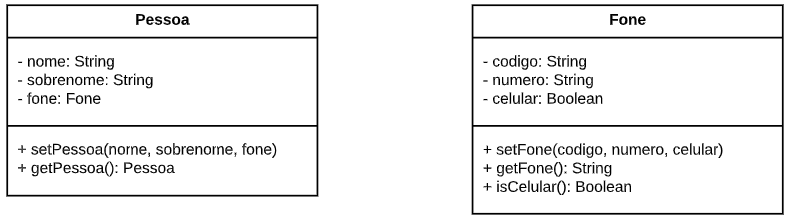 Pessoa
- nome: String
- sobrenome: String
- fone: Fone
+ setPessoa(nome, sobrenome, fone)
+ getPessoa(): Pessoa
Fone
- codigo: String
- numero: String
- celular: Boolean
+ setFone(codigo, numero, celular)
+ getFone(): String
+ isCelular(): Boolean